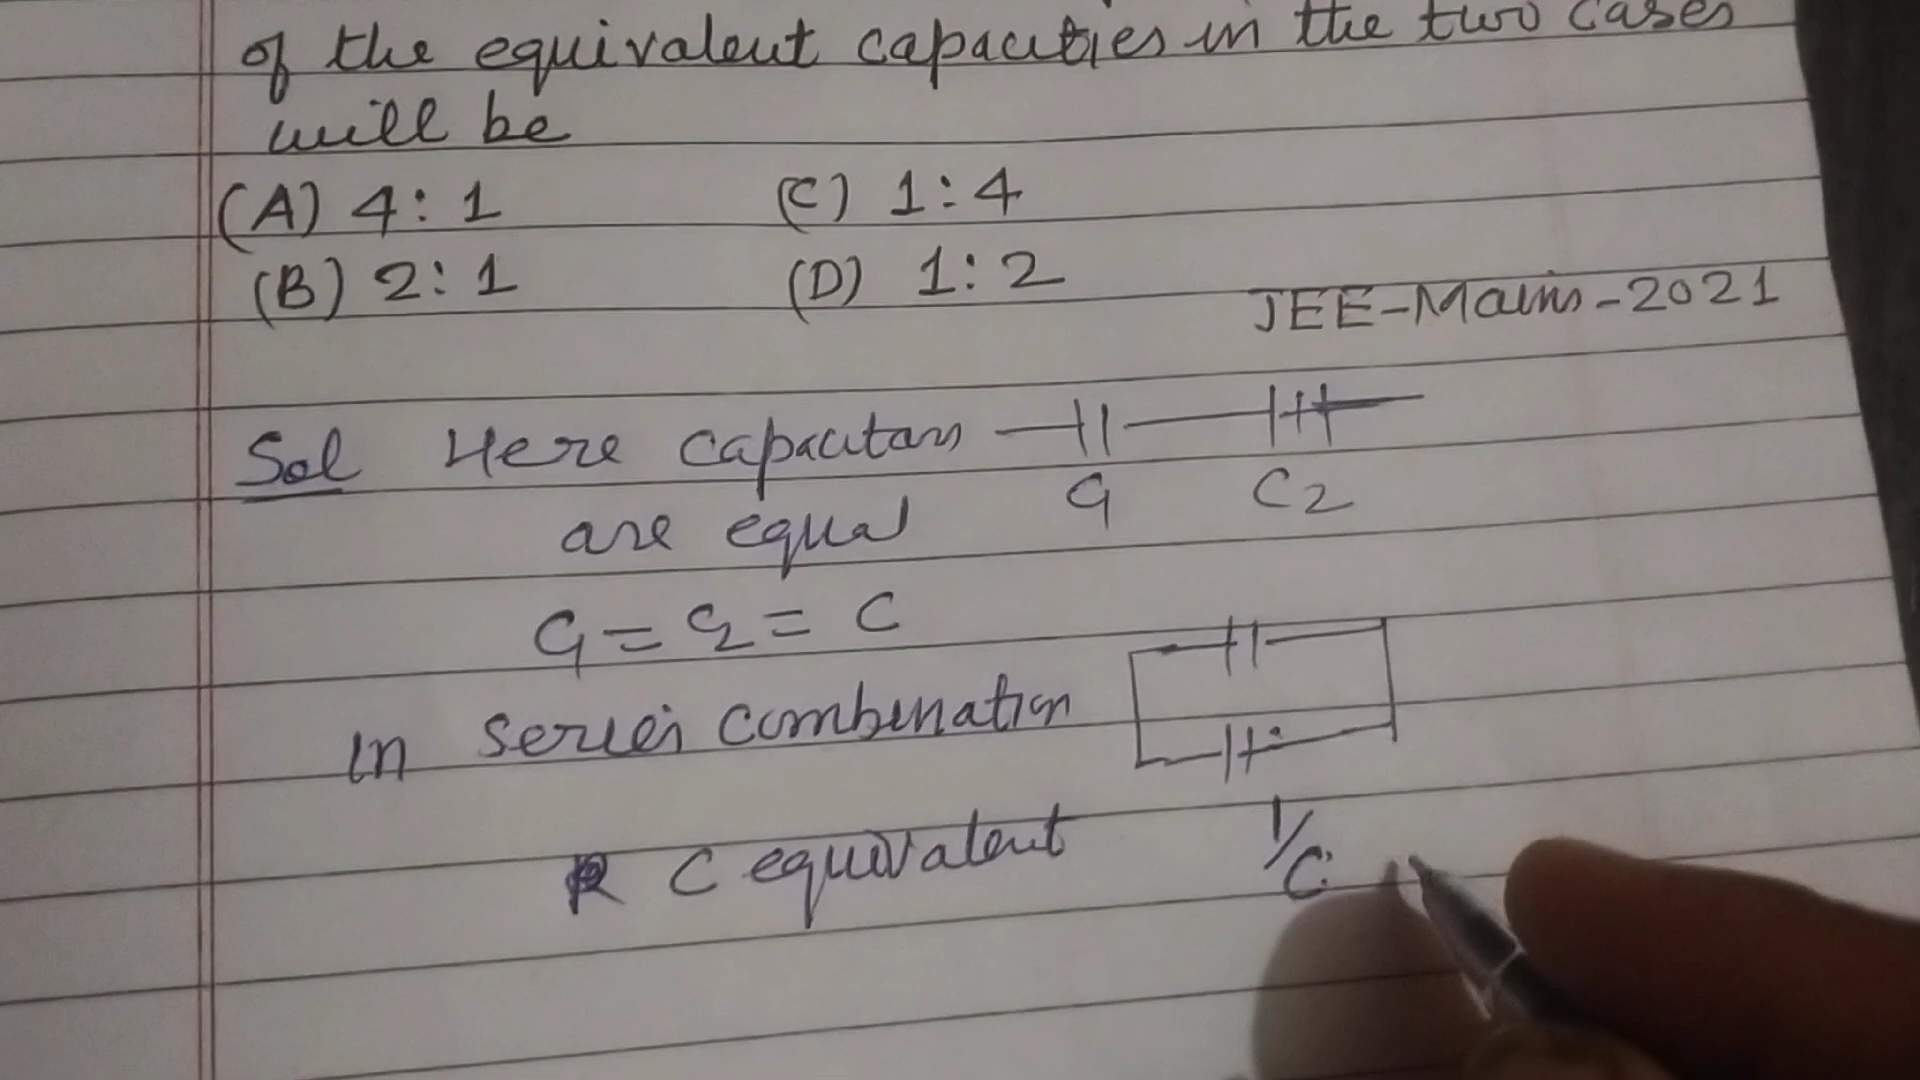 of the equivalent capacities in the two cases
will be
(A) 4:1 (C) 1:4
(B) 2:1 (D) 1:2
JEE-Mains-2021
Sol Here capacitors
C1 C2
are equal
C1 = C2 = C
In series combination
C equivalent 1/C